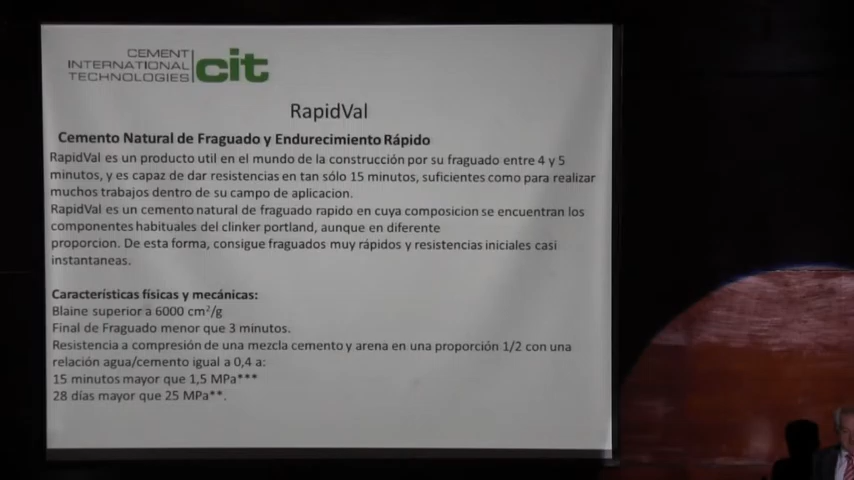 CEMENT
INTERNATIONAL
TECHNOLOGIES
cit
RapidVal
Cemento Natural de Fraguado y Endurecimiento Rápido
RapidVal es un producto util en el mundo de la construcción por su fraguado entre 4 y 5
minutos, y es capaz de dar resistencias en tan sólo 15 minutos, suficientes como para realizar
muchos trabajos dentro de su campo de aplicacion.
RapidVal es un cemento natural de fraguado rapido en cuya composicion se encuentran los
componentes habituales del clinker portland, aunque en diferente
proporcion. De esta forma, consigue fraguados muy rápidos y resistencias iniciales casi
instantaneas.
Características físicas y mecánicas:
Blaine superior a 6000 cm²/g
Final de Fraguado menor que 3 minutos.
Resistencia a compresión de una mezcla cemento y arena en una proporción 1/2 con una
relación agua/cemento igual a 0,4 a:
15 minutos mayor que 1,5 MPa***
28 días mayor que 25 MPa**.